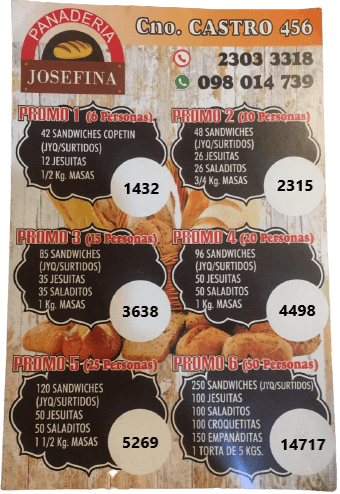 PANADERIA
JOSEFINA
Cno. CASTRO 456
2303 3318
098 014 739
PROMO 1 (6 Personas)
42 SANDWICHES COPETIN
(JYQ/SURTIDOS)
12 JESUITAS
1/2 Kg. MASAS
1432
PROMO 2 (10 Personas)
48 SANDWICHES
(JYQ/SURTIDOS)
26 JESUITAS
26 SALADITOS
3/4 Kg. MASAS
2315
PROMO 3 (15 Personas)
85 SANDWICHES
(JYQ/SURTIDOS)
35 JESUITAS
35 SALADITOS
1 Kg. MASAS
3638
PROMO 4 (20 Personas)
96 SANDWICHES
(JYQ/SURTIDOS)
50 JESUITAS
50 SALADITOS
1 Kg. MASAS
4498
PROMO 5 (25 Personas)
120 SANDWICHES
(JYQ/SURTIDOS)
50 JESUITAS
50 SALADITOS
1 1/2 Kg. MASAS
5269
PROMO 6 (50 Personas)
250 SANDWICHES (JYQ/SURTIDOS)
100 JESUITAS
100 SALADITOS
100 CROQUETITAS
150 EMPANADITAS
1 TORTA DE 5 KGS.
14717